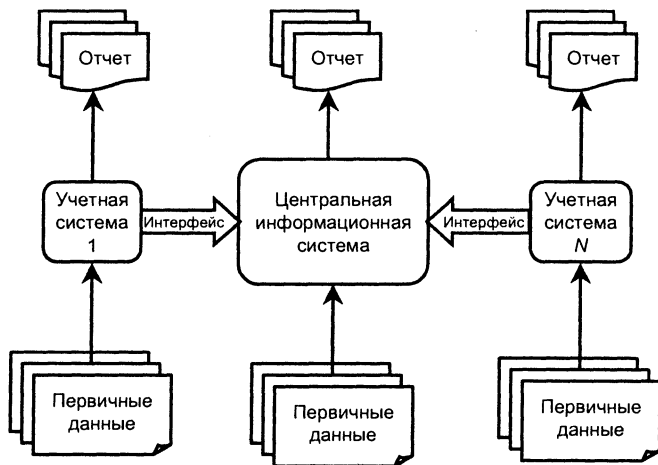 Отчет
Отчет
Отчет
Учетная
система
1
Интерфейс
Центральная
информационная
система
Интерфейс
Учетная
система
N
Первичные
данные
Первичные
данные
Первичные
данные